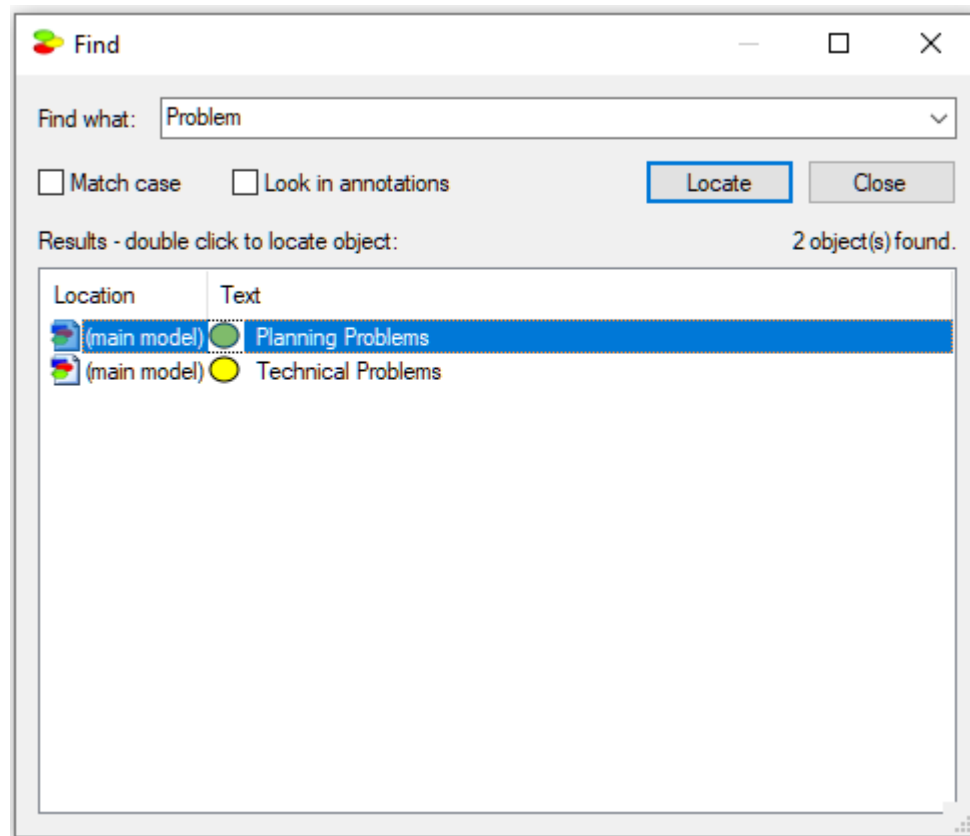 Find
Find what: Problem
Match case Look in annotations Locate Close
Results - double click to locate object: 2 object(s) found.
Location Text
(main model) Planning Problems
(main model) Technical Problems